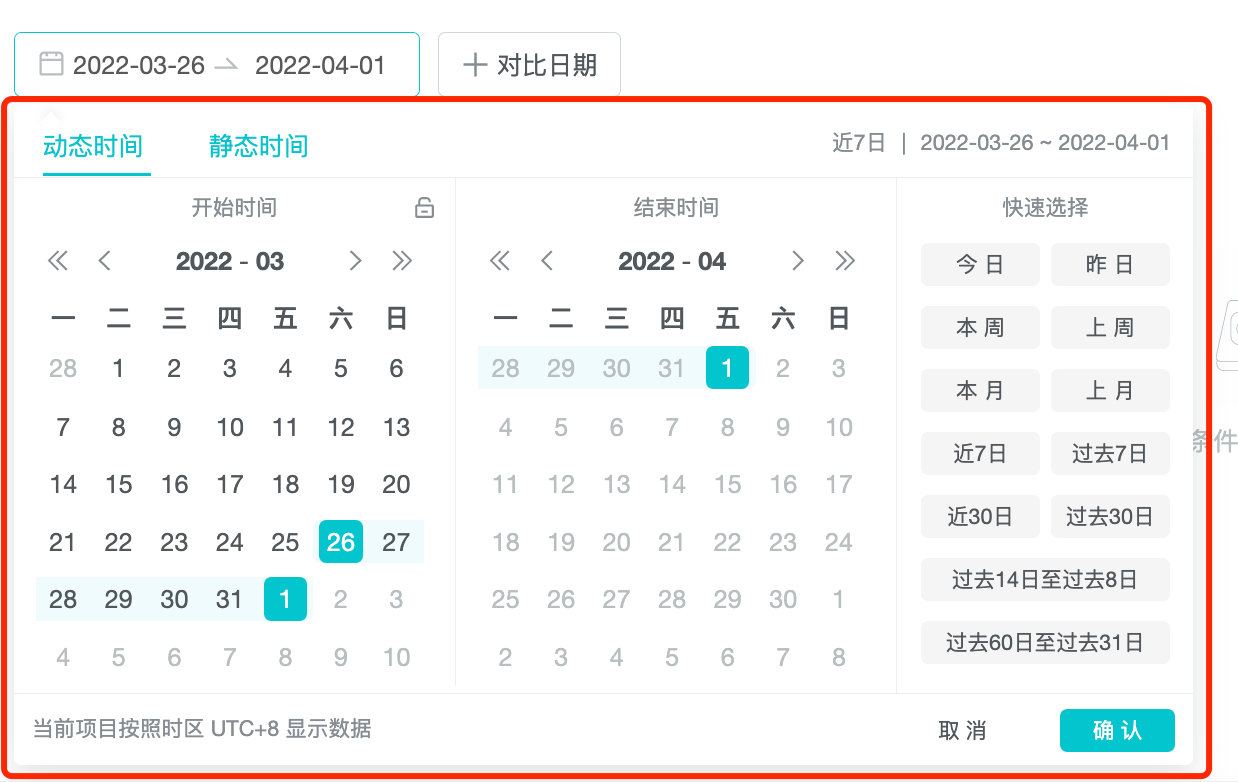 2022-03-26 2022-04-01 对比日期
动态时间 静态时间 近7日 | 2022-03-26 ~ 2022-04-01
开始时间 结束时间 快速选择
2022 - 03 2022 - 04
今日 昨日
一 二 三 四 五 六 日 一 二 三 四 五 六 日
本周 上周
28 1 2 3 4 5 6 28 29 30 31 1 2 3
本月 上月
7 8 9 10 11 12 13 4 5 6 7 8 9 10
近7日 过去7日
条件
14 15 16 17 18 19 20 11 12 13 14 15 16 17
近30日 过去30日
21 22 23 24 25 26 27 18 19 20 21 22 23 24
过去14日至过去8日
28 29 30 31 1 2 3 25 26 27 28 29 30 1
过去60日至过去31日
4 5 6 7 8 9 10 2 3 4 5 6 7 8
当前项目按照时区 UTC+8 显示数据 取消 确认